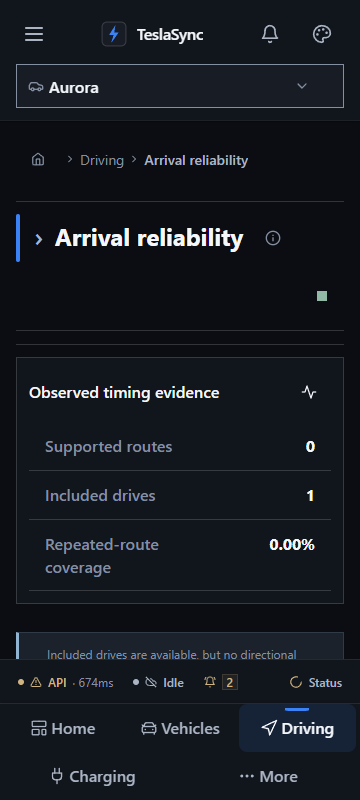 TeslaSync
Aurora
Driving
Arrival reliability
Arrival reliability
Observed timing evidence
Supported routes 0
Included drives 1
Repeated-route coverage 0.00%
Included drives are available, but no directional
API · 674ms Idle 2 Status
Home Vehicles Driving
Charging More